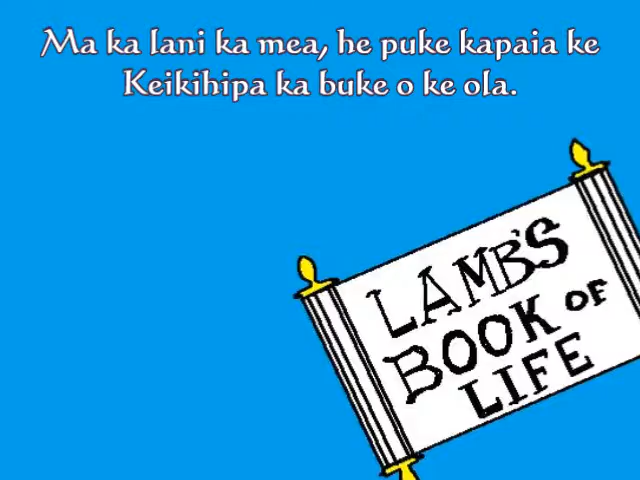 Ma ka lani ka mea, he puke kapaia ke
Keikihipa ka buke o ke ola.
LAMB'S
BOOK OF
LIFE